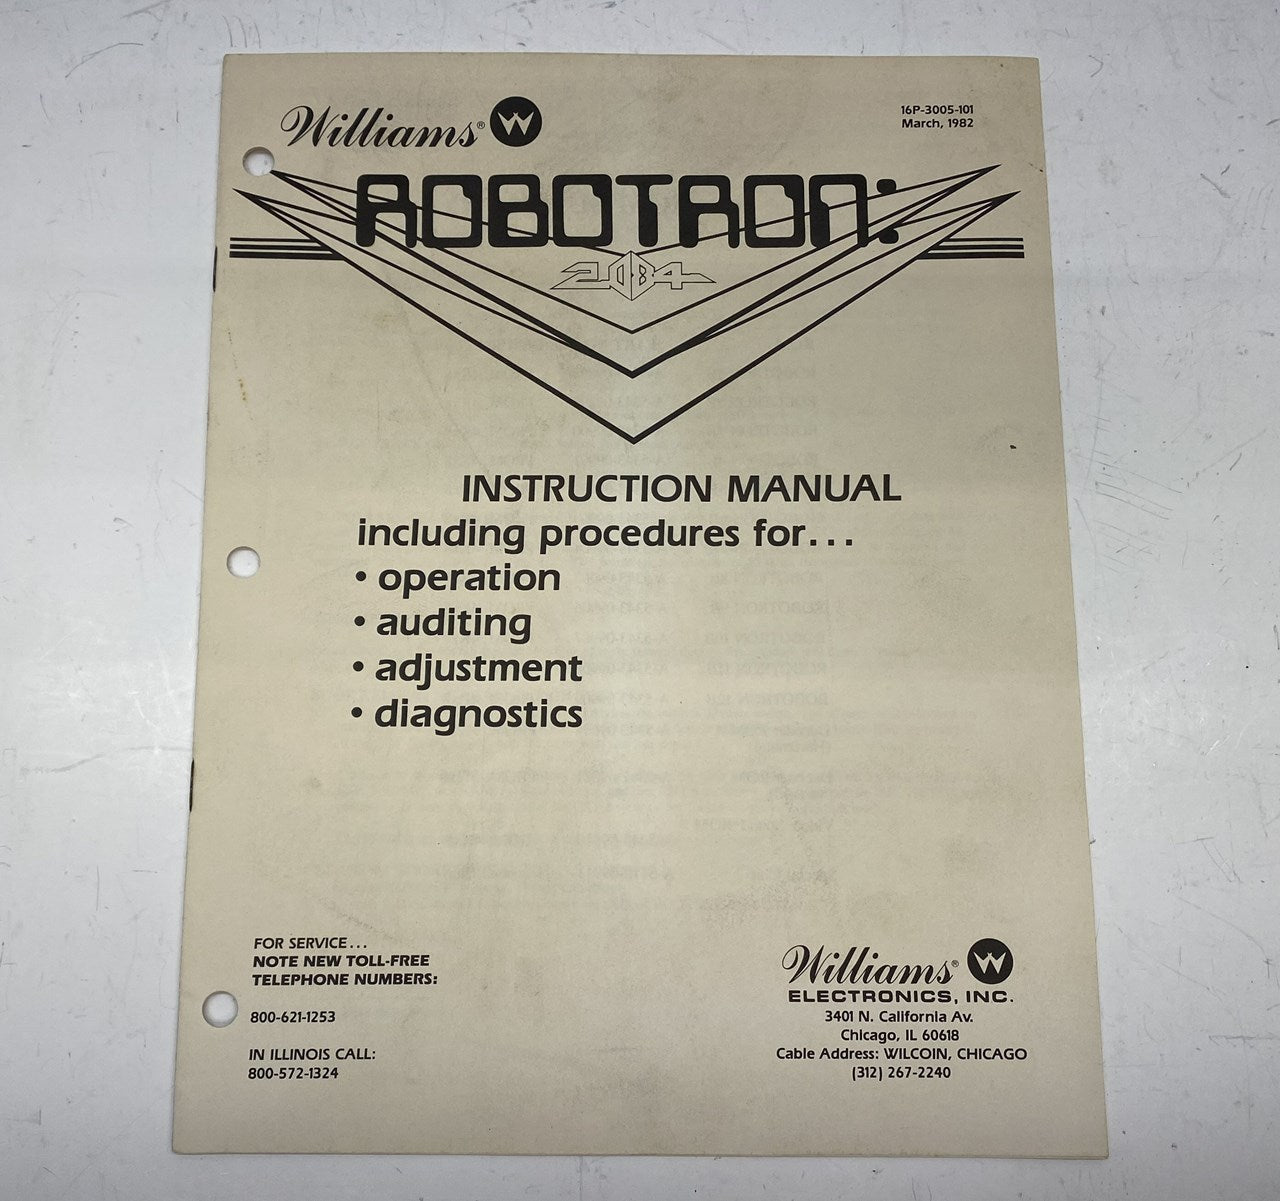 Williams® W
16P-3005-101
March, 1982
ROBOTRON:
2084
INSTRUCTION MANUAL
including procedures for...
• operation
• auditing
• adjustment
• diagnostics
FOR SERVICE...
NOTE NEW TOLL-FREE
TELEPHONE NUMBERS:
800-621-1253
IN ILLINOIS CALL:
800-572-1324
Williams® W
ELECTRONICS, INC.
3401 N. California Av.
Chicago, IL 60618
Cable Address: WILCOIN, CHICAGO
(312) 267-2240